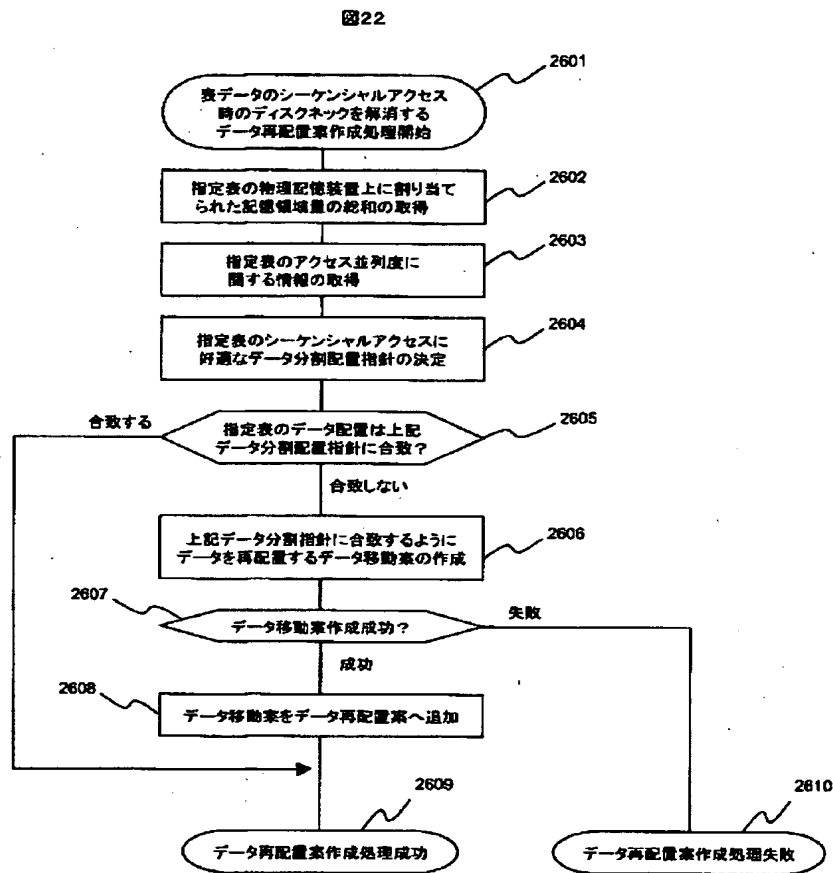 図22
2601
表データのシーケンシャルアクセス
時のディスクネックを解消する
データ再配置案作成処理開始
2602
指定表の物理記憶装置上に割り当て
られた記憶領域量の総和の取得
2603
指定表のアクセス並列度に
関する情報の取得
2604
指定表のシーケンシャルアクセスに
好適なデータ分割配置指針の決定
合致する
指定表のデータ配置は上記
データ分割配置指針に合致？
2605
合致しない
上記データ分割指針に合致するように
データを再配置するデータ移動案の作成
2606
2607
データ移動案作成成功？
失敗
成功
2608
データ移動案をデータ再配置案へ追加
2609
2610
データ再配置案作成処理成功
データ再配置案作成処理失敗